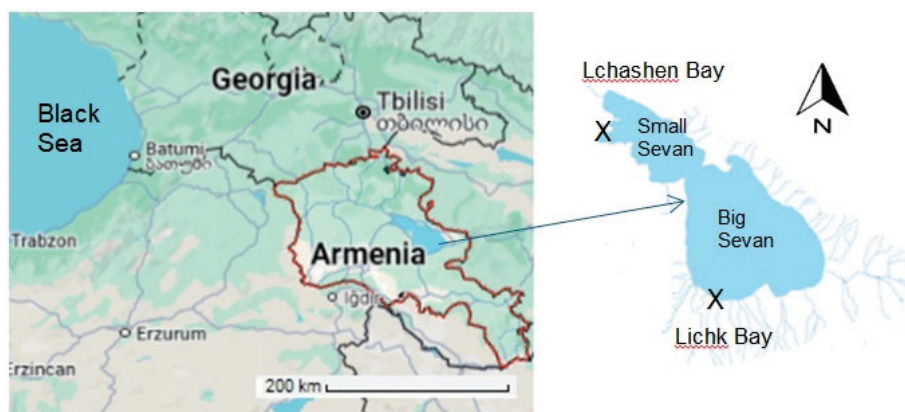 Georgia
Tbilisi
თბილისი
Black
Sea
Batumi
ბათუმი
Trabzon
Armenia
Iğdır
Erzurum
Erzincan
200 km
Lchashen Bay
X
Small
Sevan
N
Big
Sevan
X
Lichk Bay